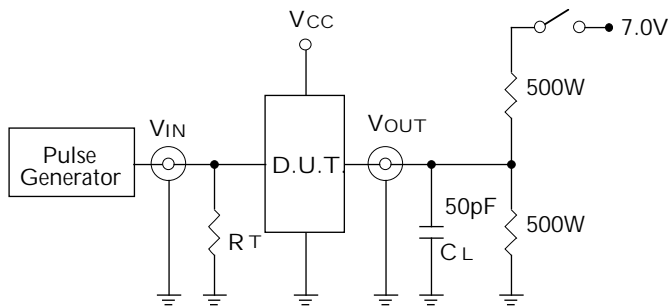 VCC
7.0V
500W
VIN
VOUT
Pulse
Generator
D.U.T.
50pF
500W
RT
CL